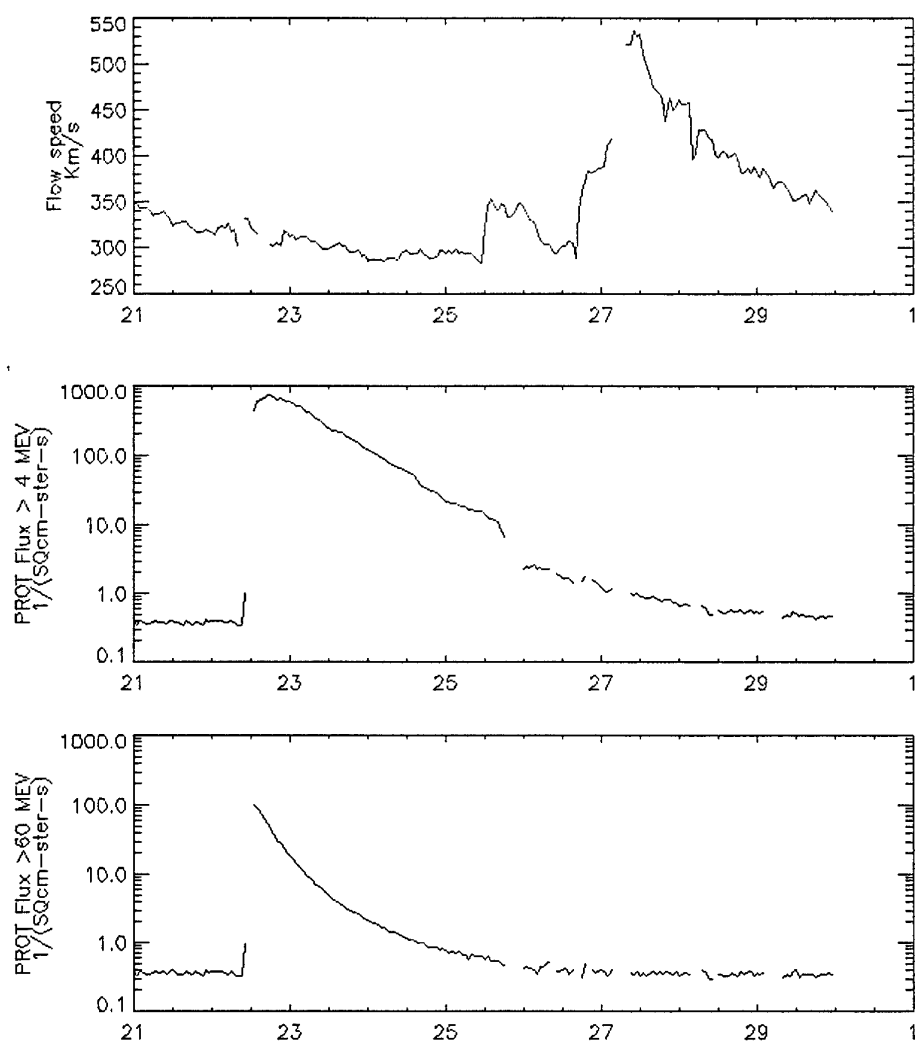 Flow speed
Km/s
550
500
450
400
350
300
250
21 23 25 27 29 1
PROT Flux > 4 MEV
1/(SQcm-ster-s)
1000.0
100.0
10.0
1.0
0.1
21 23 25 27 29 1
PROT Flux >60 MEV
1/(SQcm-ster-s)
1000.0
100.0
10.0
1.0
0.1
21 23 25 27 29 1